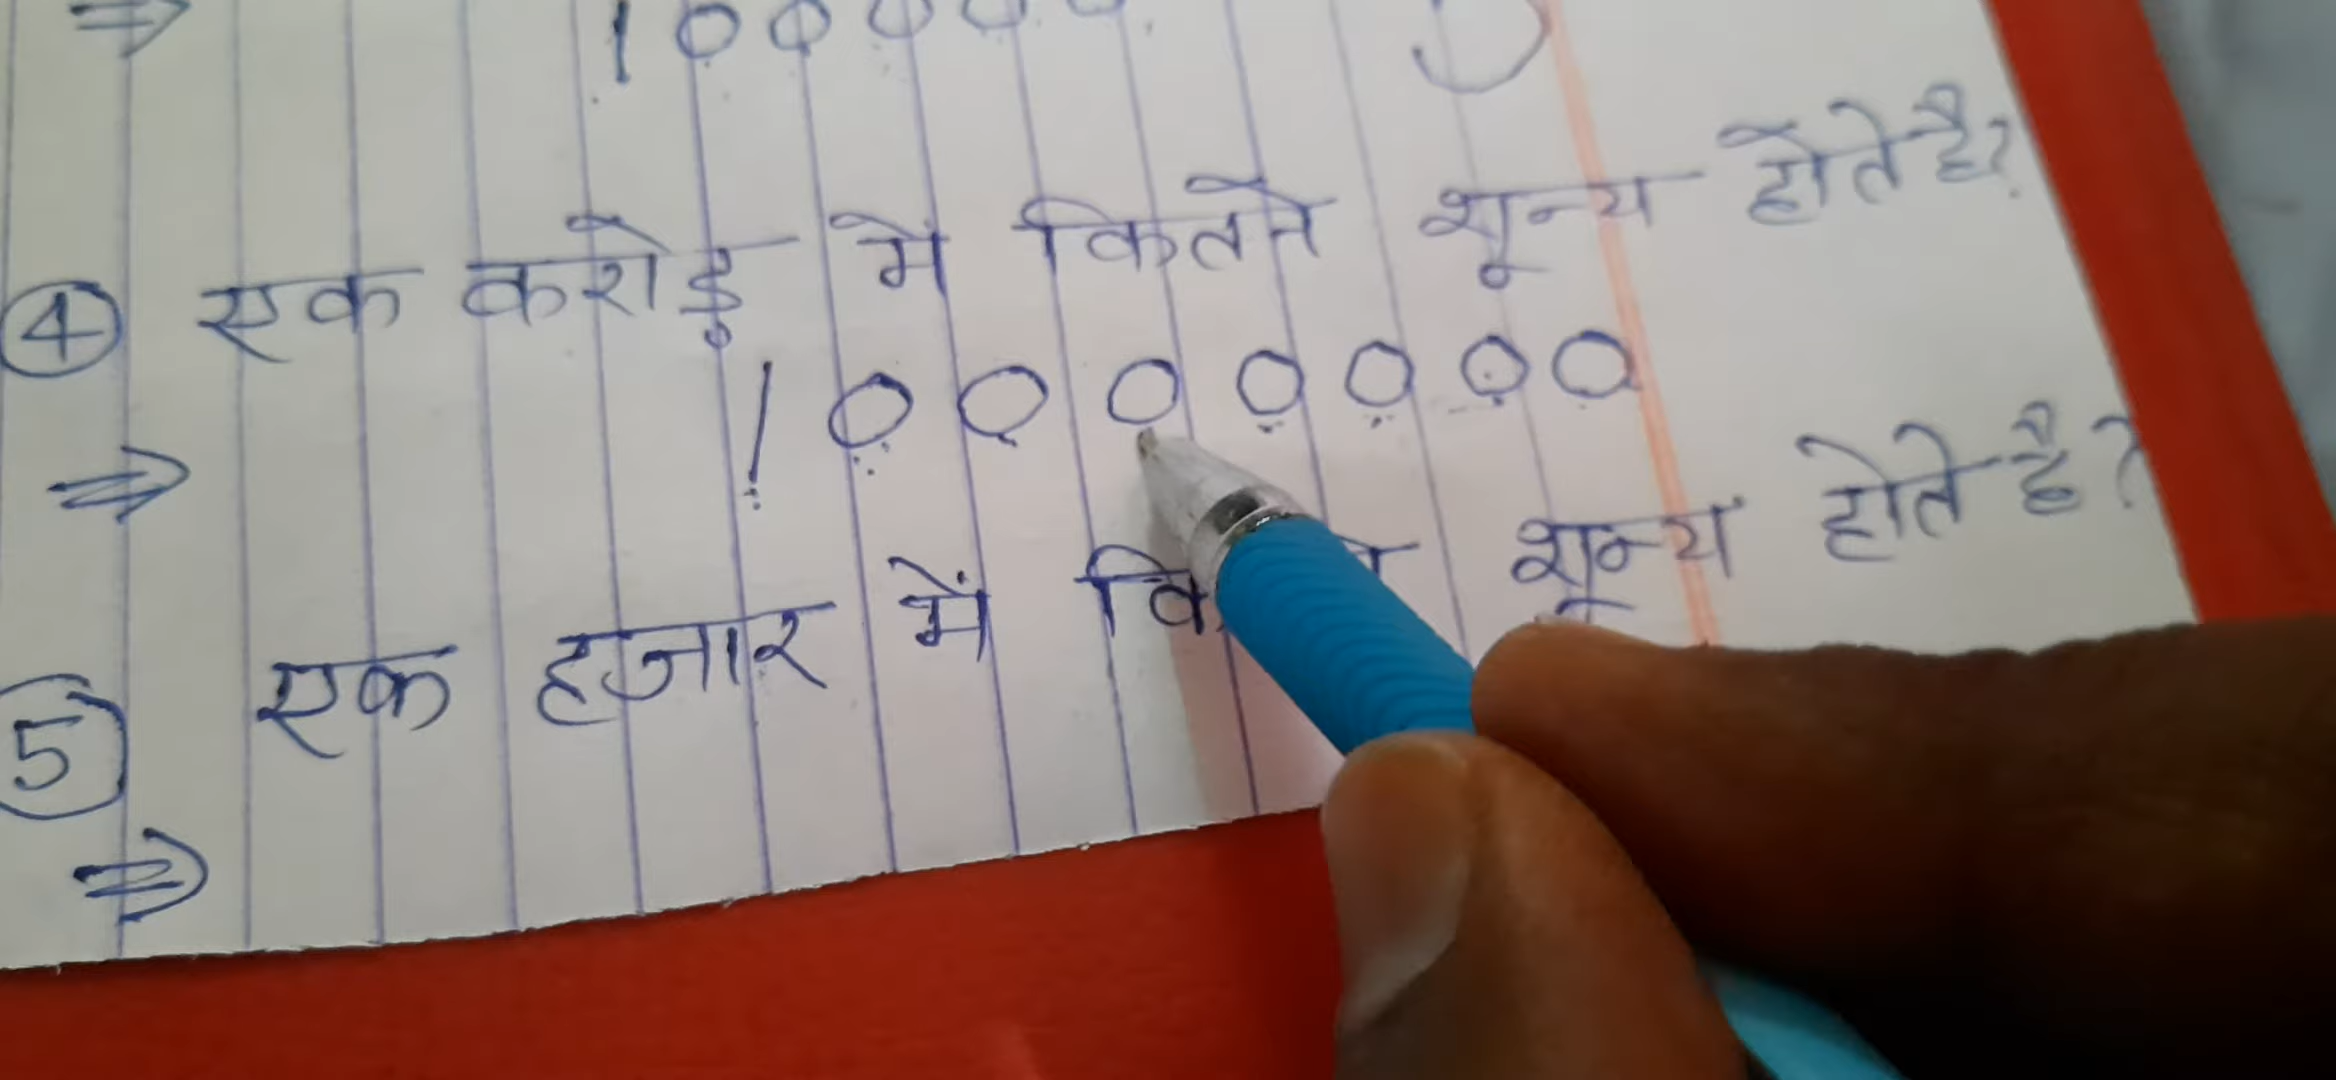 ⇒ 100000
④ एक करोड़ में कितने शून्य होते है?
⇒ 10000000
⑤ एक हजार में शून्य होते है?
⇒